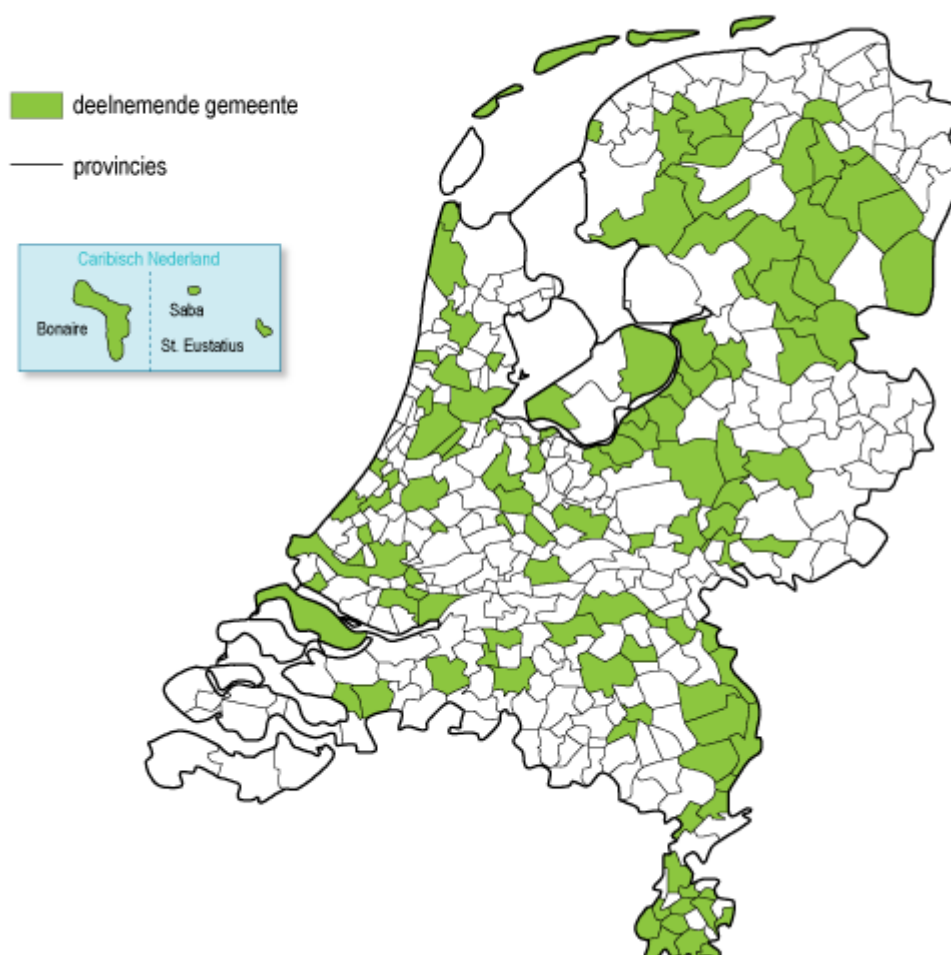 deelnemende gemeente
provincies
Caribisch Nederland
Bonaire
Saba
St. Eustatius